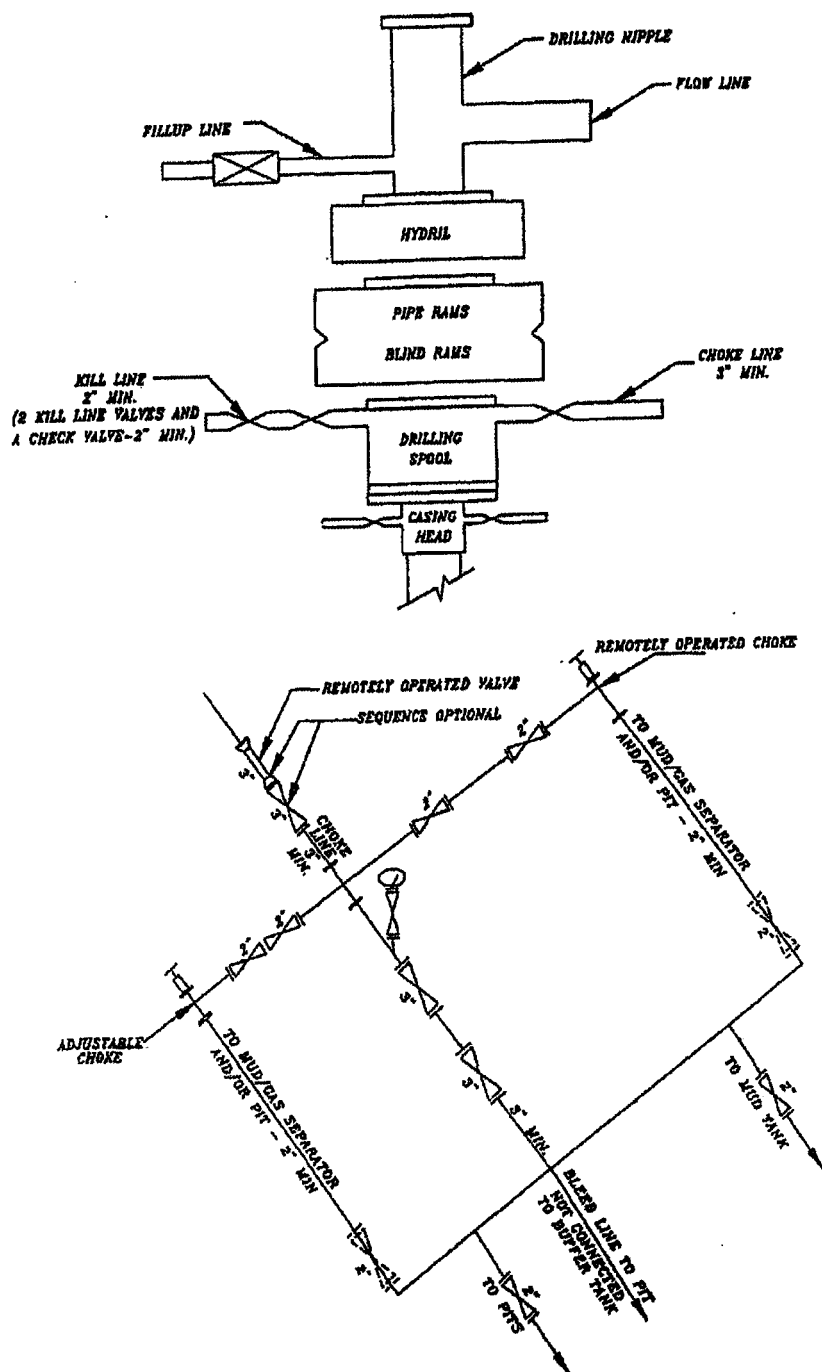 DRILLING NIPPLE
FLOW LINE
FILLUP LINE
HYDRIL
PIPE RAMS
BLIND RAMS
CHOKE LINE
3" MIN.
KILL LINE
2" MIN.
(2 KILL LINE VALVES AND
A CHECK VALVE-2" MIN.)
DRILLING
SPOOL
CASING
HEAD
REMOTELY OPERATED CHOKE
REMOTELY OPERATED VALVE
SEQUENCE OPTIONAL
3"
3"
CHOKE
LINE
3"
MIN.
2"
2"
TO MUD/GAS SEPARATOR
AND/OR PIT - 2" MIN
2"
2"
2"
ADJUSTABLE
CHOKE
TO MUD/GAS SEPARATOR
AND/OR PIT - 2" MIN
2"
3"
3"
3" MIN.
BLEED LINE TO PIT
NOT CONNECTED
TO BUFFER TANK
2"
TO MUD TANK
2"
TO PITS